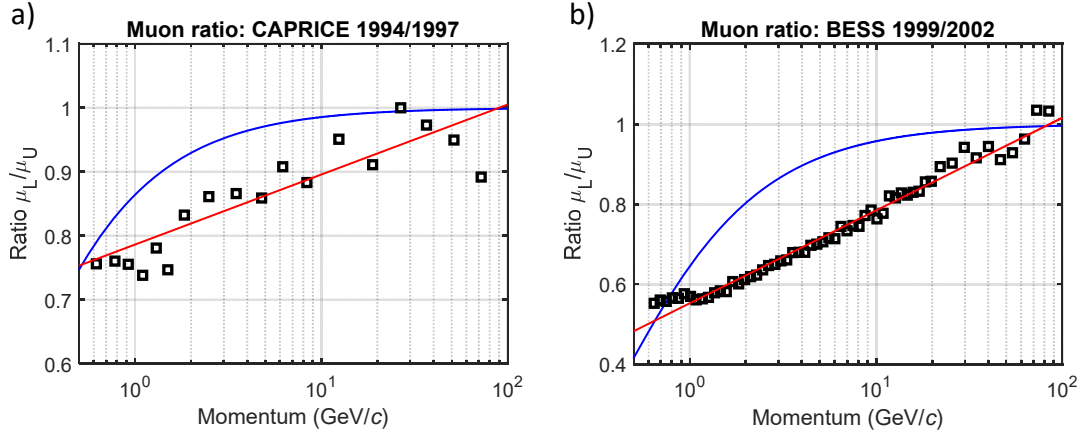 a)
Muon ratio: CAPRICE 1994/1997
1.1
1
0.9
0.8
0.7
0.6
Ratio μL/μU
10^0
10^1
10^2
Momentum (GeV/c)
b)
Muon ratio: BESS 1999/2002
1.2
1
0.8
0.6
0.4
Ratio μL/μU
10^0
10^1
10^2
Momentum (GeV/c)